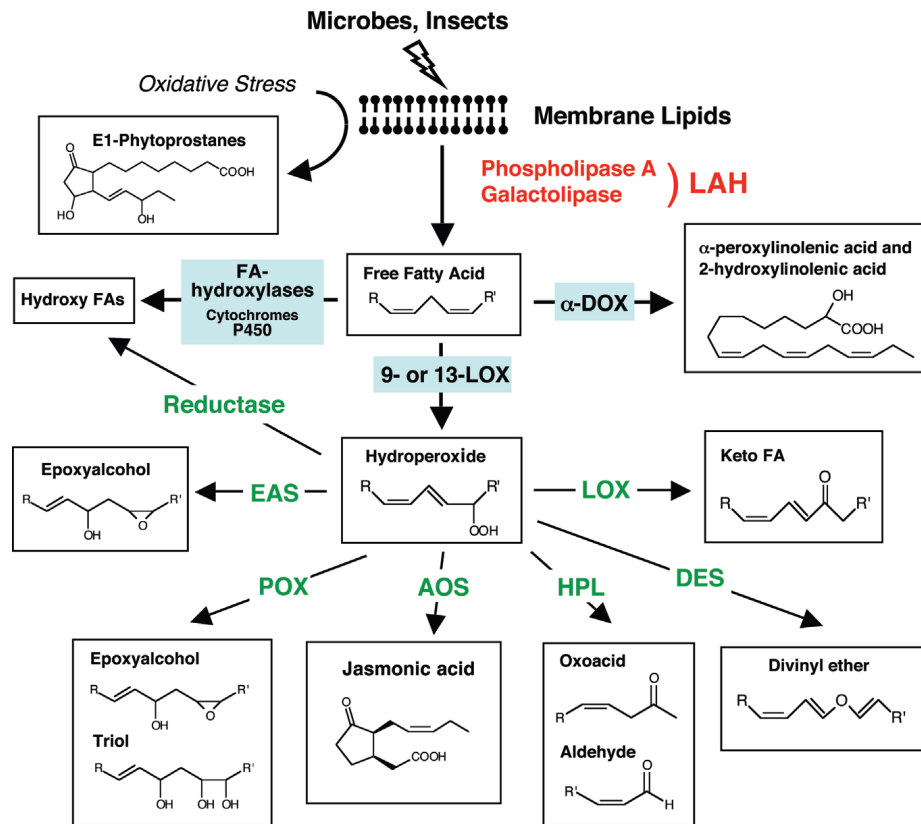 Microbes, Insects
Oxidative Stress
Membrane Lipids
E1-Phytoprostanes
O
COOH
HO
OH
Phospholipase A
Galactolipase
) LAH
α-peroxylinolenic acid and
2-hydroxylinolenic acid
OH
COOH
Hydroxy FAs
FA-
hydroxylases
Cytochromes
P450
Free Fatty Acid
R
R'
α-DOX
9- or 13-LOX
Reductase
Epoxyalcohol
R
R'
OH
O
EAS
Hydroperoxide
R
R'
OOH
LOX
Keto FA
O
R
R'
POX
AOS
HPL
DES
Epoxyalcohol
R
R'
OH
O
Triol
R
R'
OH
OH
OH
Jasmonic acid
O
COOH
Oxoacid
O
R
Aldehyde
O
R'
H
Divinyl ether
R
O
R'